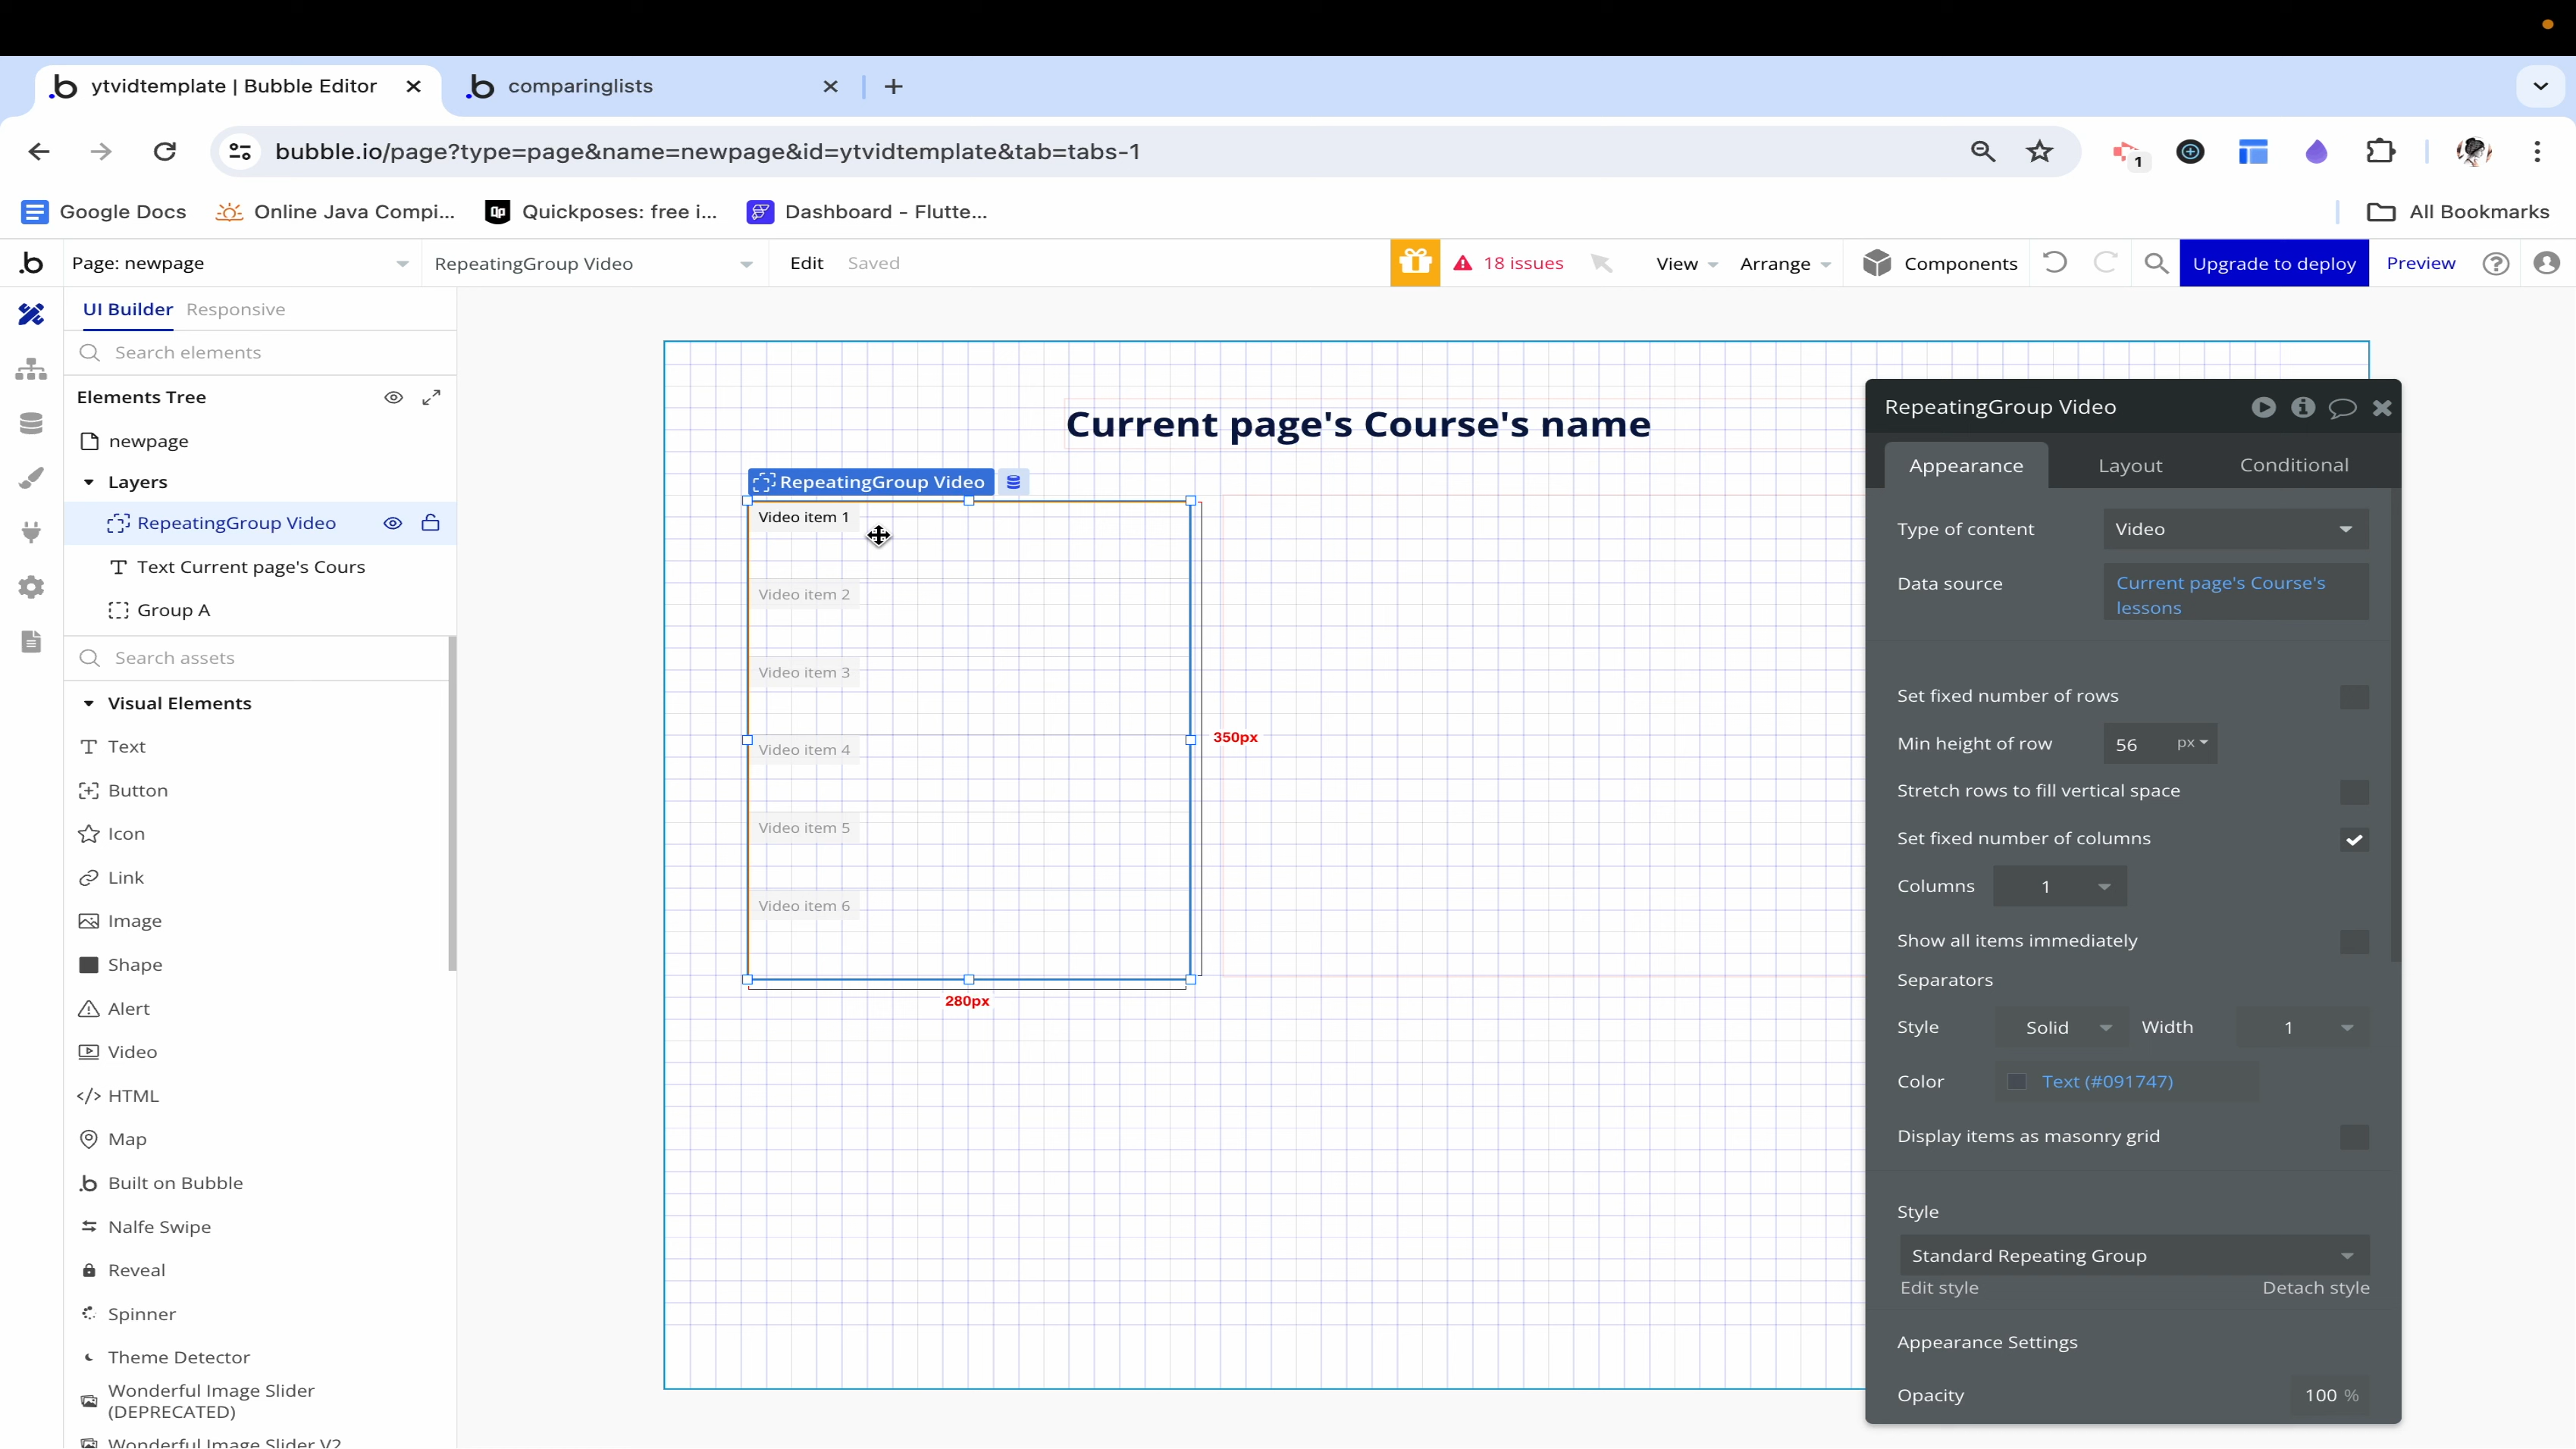 ytvidtemplate | Bubble Editor
comparinglists
bubble.io/page?type=page&name=newpage&id=ytvidtemplate&tab=tabs-1
1
Google Docs
Online Java Compi...
Quickposes: free i...
Dashboard - Flutte...
All Bookmarks
Page: newpage
RepeatingGroup Video
Edit
Saved
18 issues
View
Arrange
Components
Upgrade to deploy
Preview
UI Builder
Responsive
Search elements
Elements Tree
newpage
Layers
RepeatingGroup Video
Text Current page's Cours
Group A
Search assets
Visual Elements
Text
Button
Icon
Link
Image
Shape
Alert
Video
HTML
Map
Built on Bubble
Nalfe Swipe
Reveal
Spinner
Theme Detector
Wonderful Image Slider
(DEPRECATED)
Wonderful Image Slider V2
Current page's Course's name
RepeatingGroup Video
Video item 1
Video item 2
Video item 3
Video item 4
Video item 5
Video item 6
350px
280px
RepeatingGroup Video
Appearance
Layout
Conditional
Type of content
Video
Data source
Current page's Course's
lessons
Set fixed number of rows
Min height of row
56
px
Stretch rows to fill vertical space
Set fixed number of columns
Columns
1
Show all items immediately
Separators
Style
Solid
Width
1
Color
Text (#091747)
Display items as masonry grid
Style
Standard Repeating Group
Edit style
Detach style
Appearance Settings
Opacity
100 %